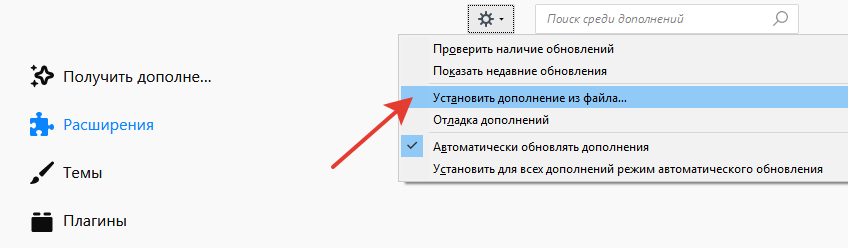 Поиск среди дополнений
Проверить наличие обновлений
Показать недавние обновления
Установить дополнение из файла...
Отладка дополнений
Автоматически обновлять дополнения
Установить для всех дополнений режим автоматического обновления
Получить дополне...
Расширения
Темы
Плагины